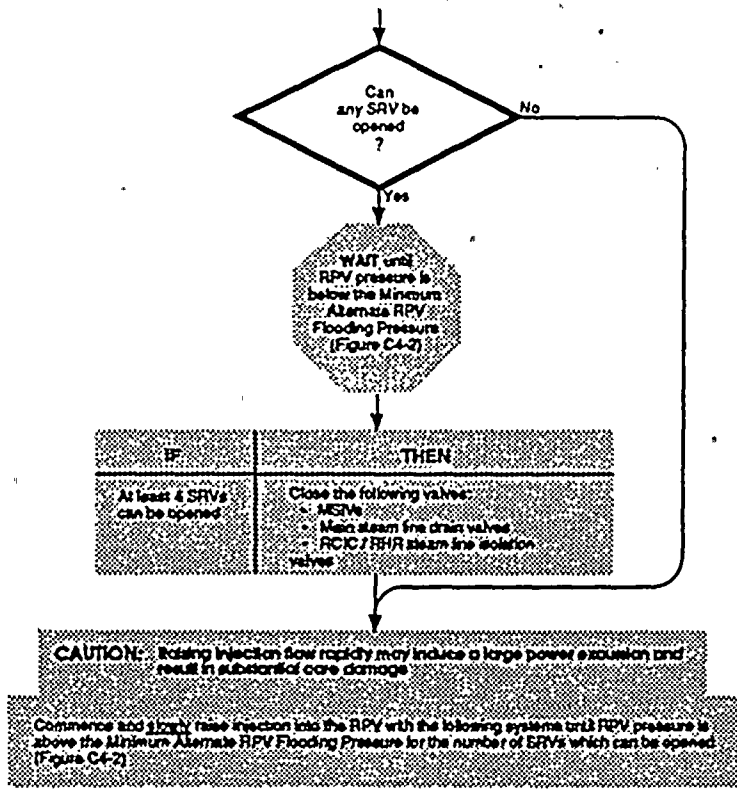 Can
any SRV be
opened
?
No
Yes
WAIT until
RPV pressure is
below the Minimum
Alternate RPV
Flooding Pressure
(Figure C4-2)
IF
THEN
At least 4 SRVs
can be opened
Close the following valves:
- MSIVs
- Main steam line drain valves
- RCIC / RHR steam line isolation
valves
CAUTION: Raising injection flow rapidly may induce a large power excursion and
result in substantial core damage
Commence and slowly raise injection into the RPV with the following systems until RPV pressure is
above the Minimum Alternate RPV Flooding Pressure for the number of SRVs which can be opened
(Figure C4-2)